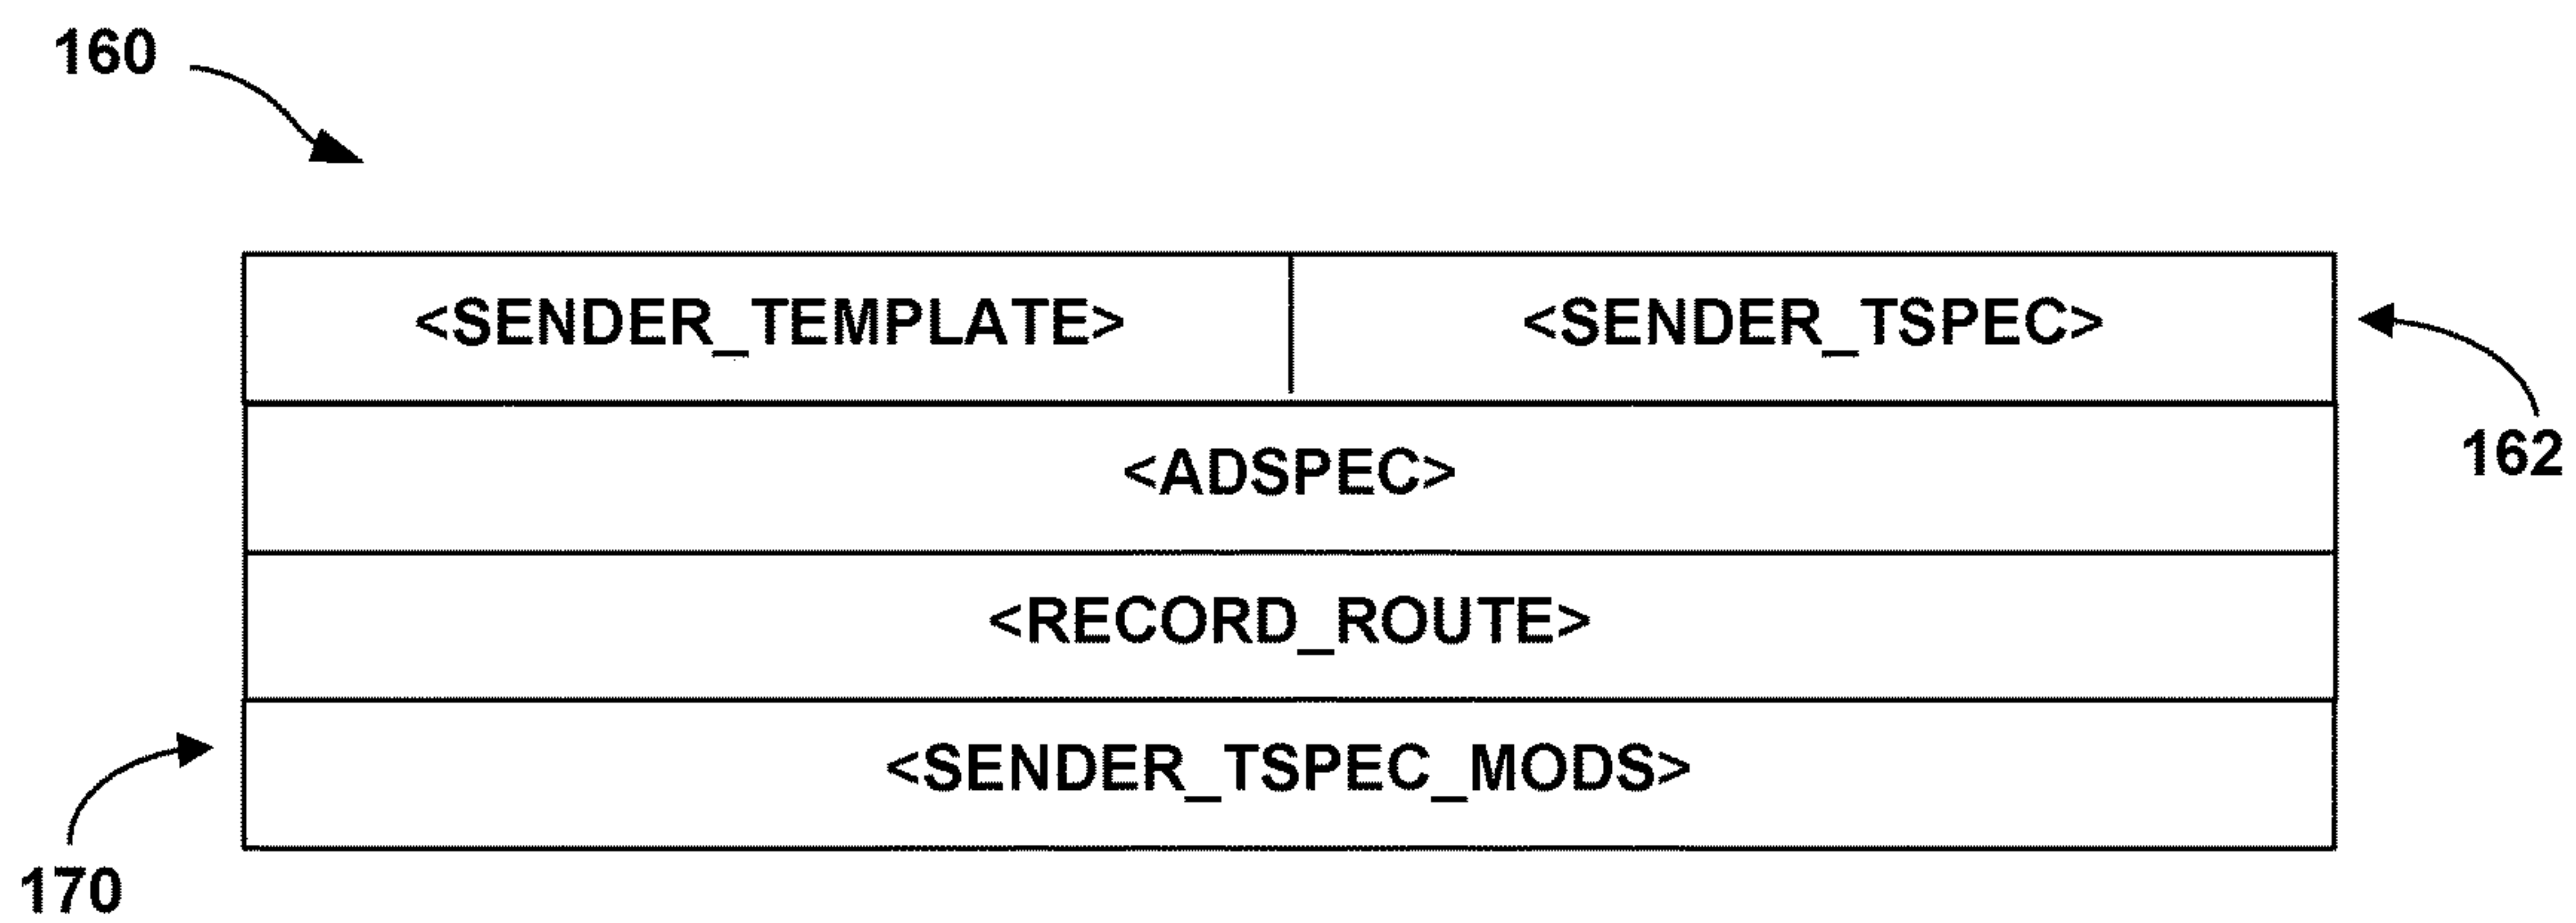 160
<SENDER_TEMPLATE> <SENDER_TSPEC>
162
<ADSPEC>
<RECORD_ROUTE>
<SENDER_TSPEC_MODS>
170